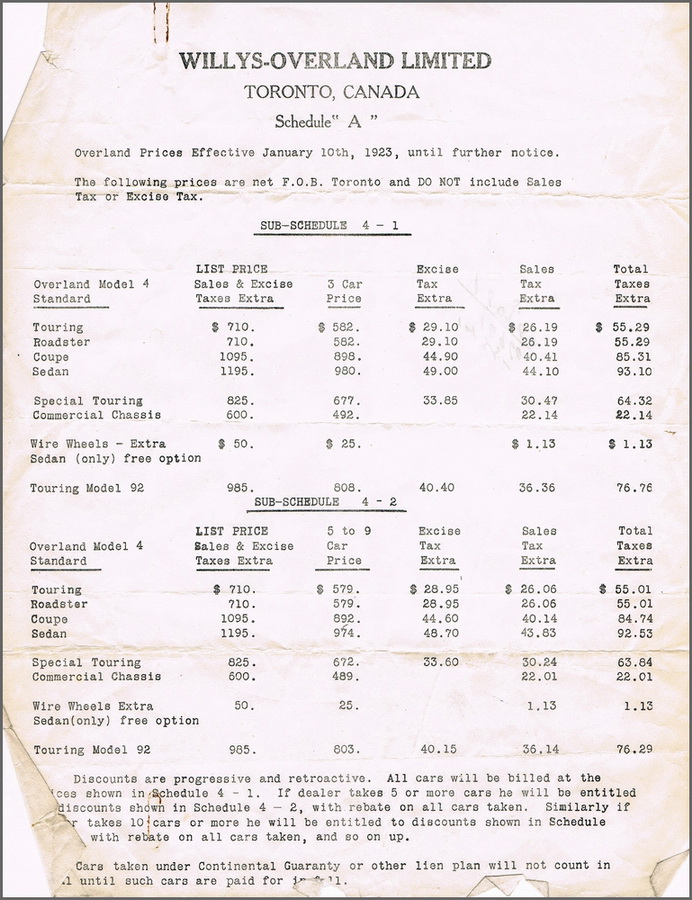 WILLYS-OVERLAND LIMITED
TORONTO, CANADA
Schedule" A "
Overland Prices Effective January 10th, 1923, until further notice.
The following prices are net F.O.B. Toronto and DO NOT include Sales
Tax or Excise Tax.
SUB-SCHEDULE 4 - 1
LIST PRICE Excise Sales Total
Overland Model 4 Sales & Excise 3 Car Tax Tax Taxes
Standard Taxes Extra Price Extra Extra Extra
Touring $ 710. $ 582. $ 29.10 $ 26.19 $ 55.29
Roadster 710. 582. 29.10 26.19 55.29
Coupe 1095. 898. 44.90 40.41 85.31
Sedan 1195. 980. 49.00 44.10 93.10
Special Touring 825. 677. 33.85 30.47 64.32
Commercial Chassis 600. 492. 22.14 22.14
Wire Wheels - Extra $ 50. $ 25. $ 1.13 $ 1.13
Sedan (only) free option
Touring Model 92 985. 808. 40.40 36.36 76.76
SUB-SCHEDULE 4 - 2
LIST PRICE 5 to 9 Excise Sales Total
Overland Model 4 Sales & Excise Car Tax Tax Taxes
Standard Taxes Extra Price Extra Extra Extra
Touring $ 710. $ 579. $ 28.95 $ 26.06 $ 55.01
Roadster 710. 579. 28.95 26.06 55.01
Coupe 1095. 892. 44.60 40.14 84.74
Sedan 1195. 974. 48.70 43.83 92.53
Special Touring 825. 672. 33.60 30.24 63.84
Commercial Chassis 600. 489. 22.01 22.01
Wire Wheels Extra 50. 25. 1.13 1.13
Sedan(only) free option
Touring Model 92 985. 803. 40.15 36.14 76.29
Discounts are progressive and retroactive. All cars will be billed at the
shown in Schedule 4 - 1. If dealer takes 5 or more cars he will be entitled
discounts shown in Schedule 4 - 2, with rebate on all cars taken. Similarly if
takes 10 cars or more he will be entitled to discounts shown in Schedule
with rebate on all cars taken, and so on up.
Cars taken under Continental Guaranty or other lien plan will not count in
until such cars are paid for